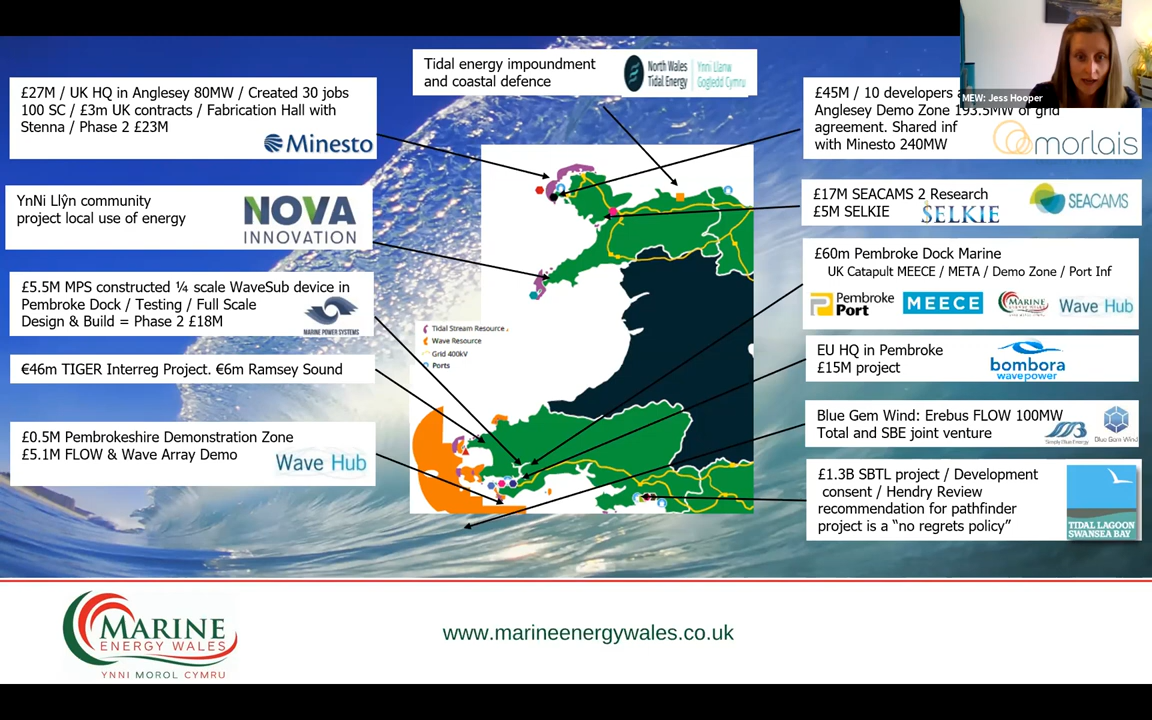 Tidal energy impoundment
and coastal defence
North Wales
Tidal Energy
Ynni Llanw
Gogledd Cymru
£27M / UK HQ in Anglesey 80MW / Created 30 jobs
100 SC / £3m UK contracts / Fabrication Hall with
Stenna / Phase 2 £23M
Minesto
YnNi Llŷn community
project local use of energy
NOVA
INNOVATION
£5.5M MPS constructed ¼ scale WaveSub device in
Pembroke Dock / Testing / Full Scale
Design & Build = Phase 2 £18M
MARINE POWER SYSTEMS
€46m TIGER Interreg Project. €6m Ramsey Sound
£0.5M Pembrokeshire Demonstration Zone
£5.1M FLOW & Wave Array Demo
Wave Hub
Tidal Stream Resource
Wave Resource
Grid 400kV
Ports
MEW: Jess Hooper
£45M / 10 developers
Anglesey Demo Zone 193.5MW of grid
agreement. Shared inf
with Minesto 240MW
morlais
£17M SEACAMS 2 Research
£5M SELKIE
SELKIE
SEACAMS
£60m Pembroke Dock Marine
UK Catapult MEECE / META / Demo Zone / Port Inf
Pembroke
Port
MEECE
MARINE
Wave Hub
EU HQ in Pembroke
£15M project
bombora
wavepower
Blue Gem Wind: Erebus FLOW 100MW
Total and SBE joint venture
Simply Blue Energy
Blue Gem Wind
£1.3B SBTL project / Development
consent / Hendry Review
recommendation for pathfinder
project is a “no regrets policy”
TIDAL LAGOON
SWANSEA BAY
MARINE
ENERGY WALES
YNNI MOROL CYMRU
www.marineenergywales.co.uk